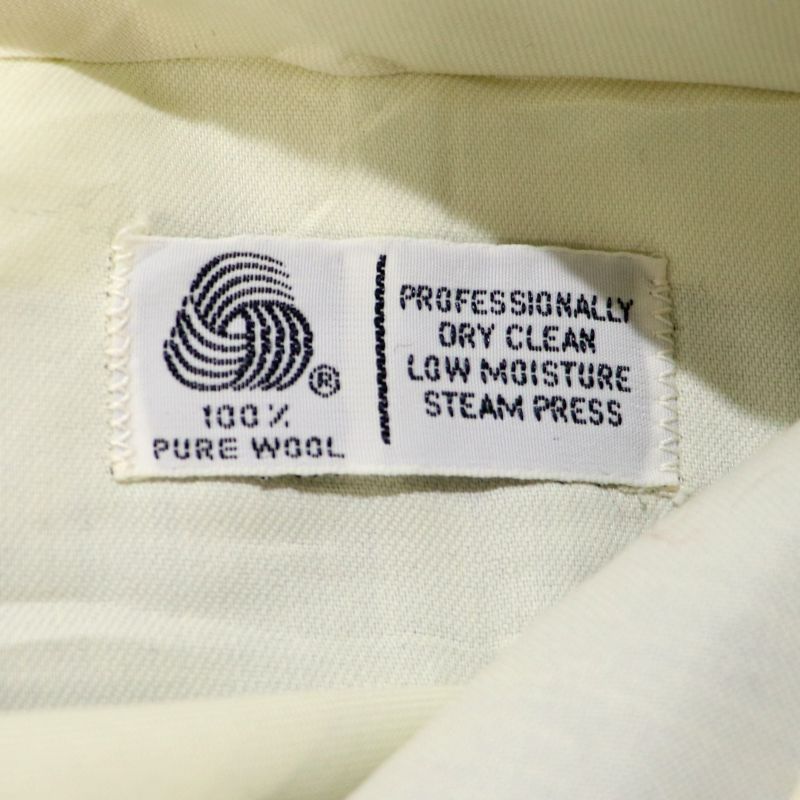 ®
100%
PURE WOOL
PROFESSIONALLY
DRY CLEAN
LOW MOISTURE
STEAM PRESS